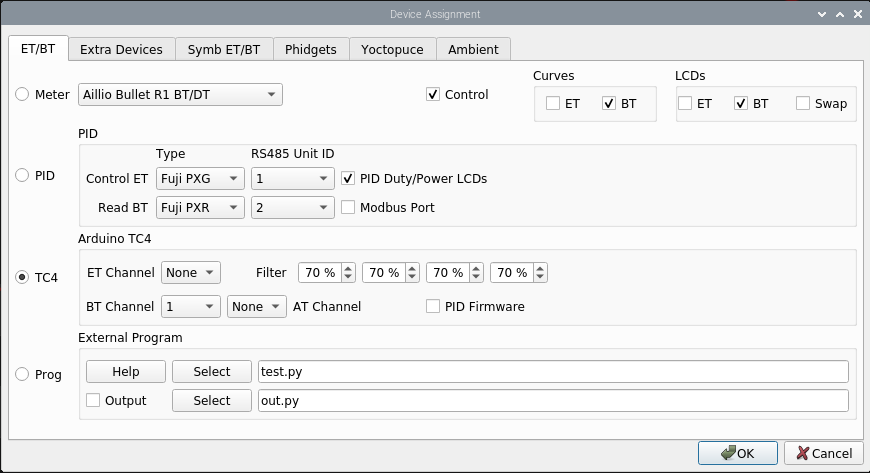 Device Assignment
ET/BT Extra Devices Symb ET/BT Phidgets Yoctopuce Ambient
Curves LCDs
Meter Aillio Bullet R1 BT/DT Control ET BT ET BT Swap
PID
Type RS485 Unit ID
PID
Control ET Fuji PXG 1 PID Duty/Power LCDs
Read BT Fuji PXR 2 Modbus Port
Arduino TC4
TC4
ET Channel None Filter 70 % 70 % 70 % 70 %
BT Channel 1 None AT Channel PID Firmware
External Program
Prog
Help Select test.py
Output Select out.py
OK Cancel